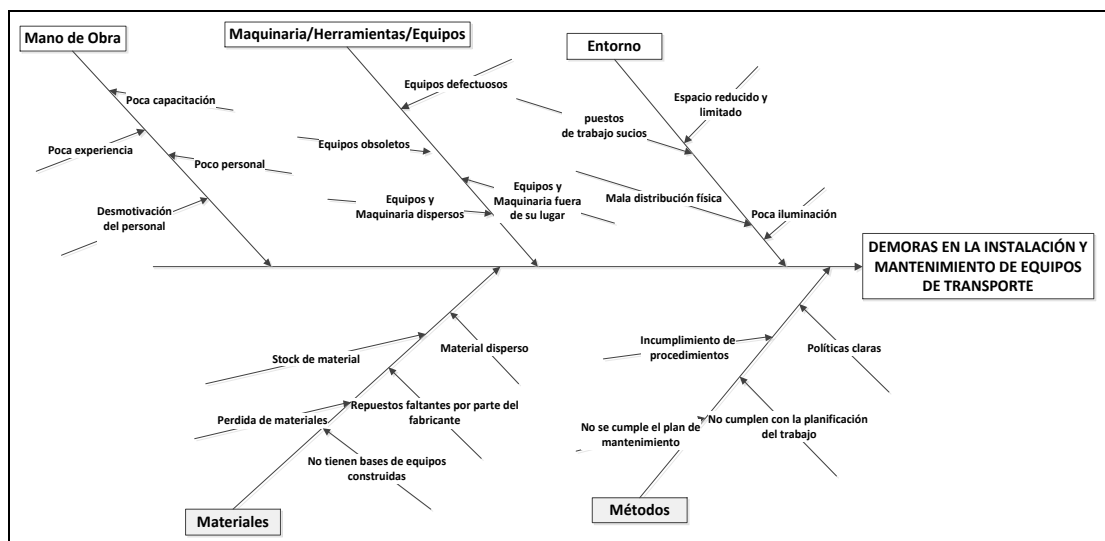 Mano de Obra
Maquinaria/Herramientas/Equipos
Entorno
Poca capacitación
Poca experiencia
Poco personal
Desmotivación
del personal
Equipos defectuosos
Equipos obsoletos
Equipos y
Maquinaria fuera
de su lugar
Equipos y
Maquinaria dispersos
Espacio reducido y
limitado
puestos
de trabajo sucios
Mala distribución física
Poca iluminación
DEMORAS EN LA INSTALACIÓN Y
MANTENIMIENTO DE EQUIPOS
DE TRANSPORTE
Stock de material
Material disperso
Perdida de materiales
Repuestos faltantes por parte del
fabricante
No tienen bases de equipos
construidas
Materiales
Incumplimiento de
procedimientos
Políticas claras
No se cumple el plan de
mantenimiento
No cumplen con la planificación
del trabajo
Métodos